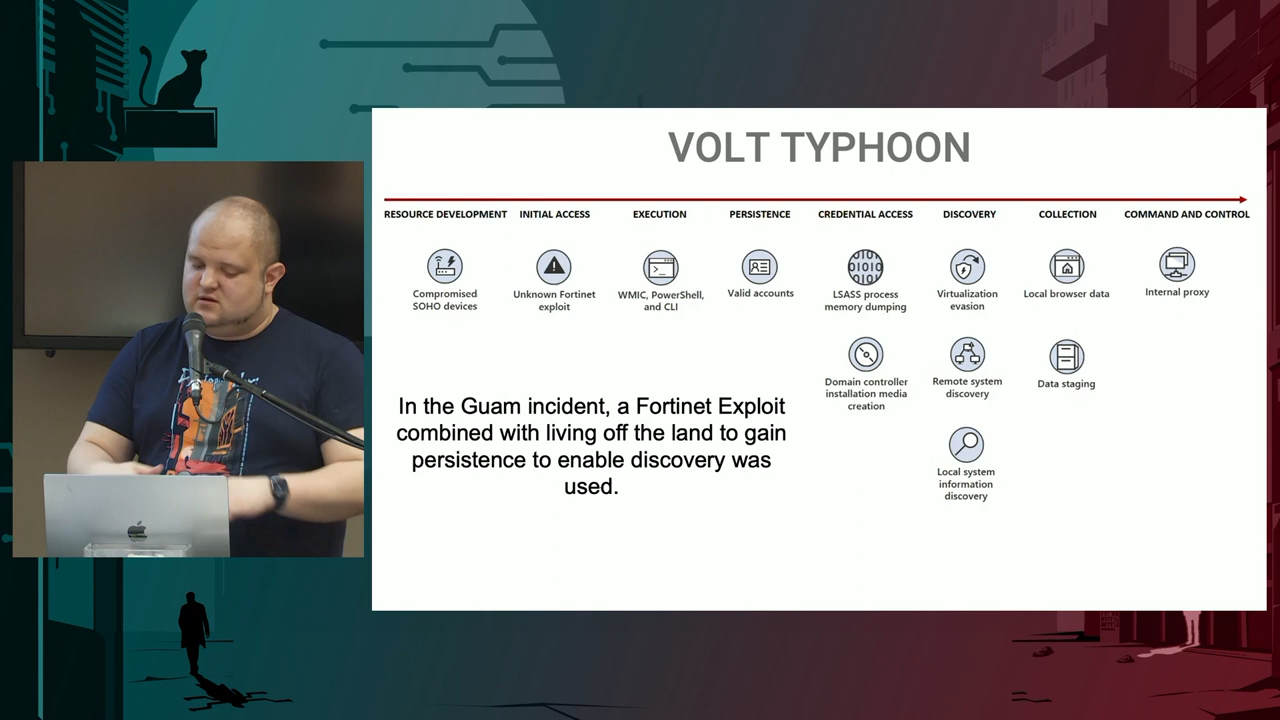 VOLT TYPHOON
RESOURCE DEVELOPMENT
INITIAL ACCESS
EXECUTION
PERSISTENCE
CREDENTIAL ACCESS
DISCOVERY
COLLECTION
COMMAND AND CONTROL
Compromised
SOHO devices
Unknown Fortinet
exploit
WMIC, PowerShell,
and CLI
Valid accounts
LSASS process
memory dumping
Virtualization
evasion
Local browser data
Internal proxy
Domain controller
installation media
creation
Remote system
discovery
Data staging
Local system
information
discovery
In the Guam incident, a Fortinet Exploit
combined with living off the land to gain
persistence to enable discovery was
used.